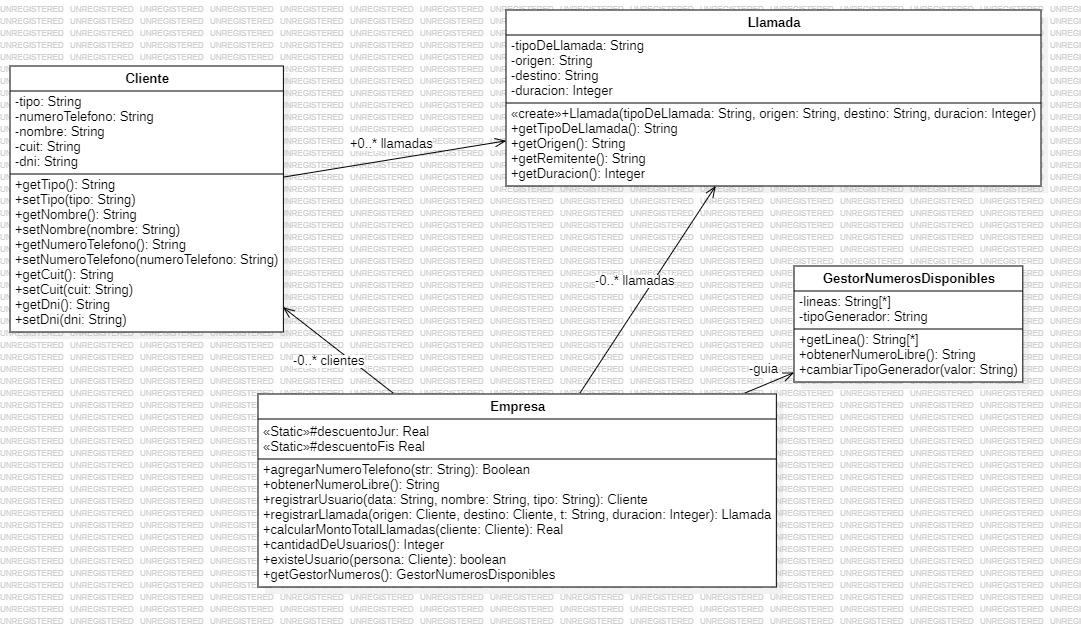 Llamada
-tipoDeLlamada: String
-origen: String
-destino: String
-duracion: Integer
«create»+Llamada(tipoDeLlamada: String, origen: String, destino: String, duracion: Integer)
+getTipoDeLlamada(): String
+getOrigen(): String
+getRemitente(): String
+getDuracion(): Integer
Cliente
-tipo: String
-numeroTelefono: String
-nombre: String
-cuit: String
-dni: String
+getTipo(): String
+setTipo(tipo: String)
+getNombre(): String
+setNombre(nombre: String)
+getNumeroTelefono(): String
+setNumeroTelefono(numeroTelefono: String)
+getCuit(): String
+setCuit(cuit: String)
+getDni(): String
+setDni(dni: String)
+0..* llamadas
-0..* llamadas
GestorNumerosDisponibles
-lineas: String[*]
-tipoGenerador: String
+getLinea(): String[*]
+obtenerNumeroLibre(): String
+cambiarTipoGenerador(valor: String)
-0..* clientes
-guia
Empresa
«Static»#descuentoJur: Real
«Static»#descuentoFis Real
+agregarNumeroTelefono(str: String): Boolean
+obtenerNumeroLibre(): String
+registrarUsuario(data: String, nombre: String, tipo: String): Cliente
+registrarLlamada(origen: Cliente, destino: Cliente, t: String, duracion: Integer): Llamada
+calcularMontoTotalLlamadas(cliente: Cliente): Real
+cantidadDeUsuarios(): Integer
+existeUsuario(persona: Cliente): boolean
+getGestorNumeros(): GestorNumerosDisponibles
UNREGISTERED